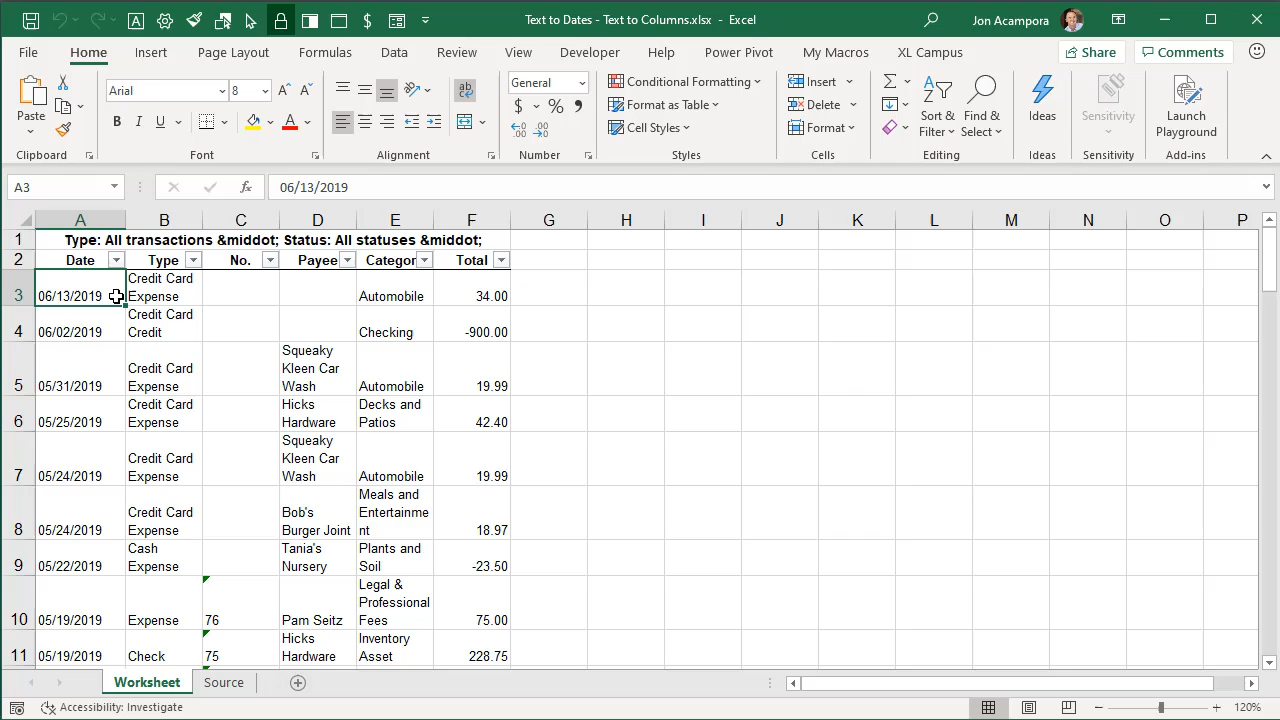 Text to Dates - Text to Columns.xlsx - Excel
Jon Acampora
File Home Insert Page Layout Formulas Data Review View Developer Help Power Pivot My Macros XL Campus Share Comments
Paste
Clipboard
Arial 8
B I U A
Font
Alignment
General
$ % 9
Number
Conditional Formatting
Format as Table
Cell Styles
Styles
Insert
Delete
Format
Cells
Sort &
Filter
Find &
Select
Editing
Ideas
Ideas
Sensitivity
Sensitivity
Launch
Playground
Add-ins
A3 fx 06/13/2019
A B C D E F G H I J K L M N O P
1 Type: All transactions &middot; Status: All statuses &middot;
2 Date Type No. Payee Categor Total
Credit Card
3 06/13/2019 Expense Automobile 34.00
Credit Card
4 06/02/2019 Credit Checking -900.00
Squeaky
Credit Card Kleen Car
5 05/31/2019 Expense Wash Automobile 19.99
Credit Card Hicks Decks and
6 05/25/2019 Expense Hardware Patios 42.40
Squeaky
Credit Card Kleen Car
7 05/24/2019 Expense Wash Automobile 19.99
Meals and
Credit Card Bob's Entertainme
8 05/24/2019 Expense Burger Joint nt 18.97
Cash Tania's Plants and
9 05/22/2019 Expense Nursery Soil -23.50
Legal &
Professional
10 05/19/2019 Expense 76 Pam Seitz Fees 75.00
Hicks Inventory
11 05/19/2019 Check 75 Hardware Asset 228.75
Worksheet Source
Accessibility: Investigate 120%